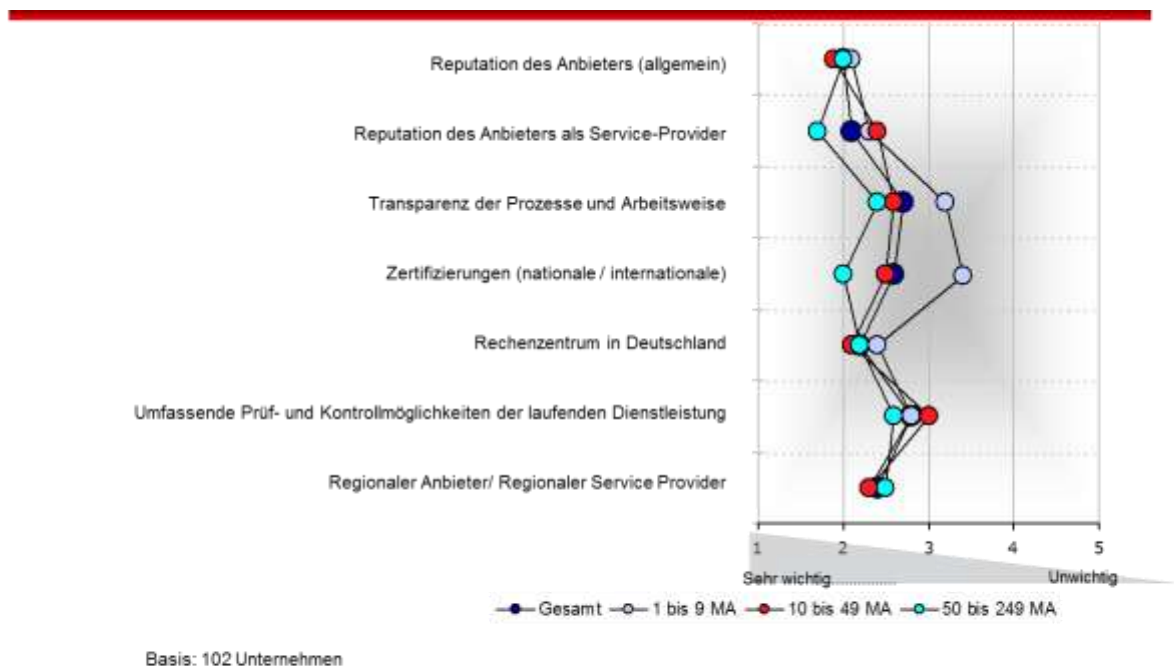 Reputation des Anbieters (allgemein)
Reputation des Anbieters als Service-Provider
Transparenz der Prozesse und Arbeitsweise
Zertifizierungen (nationale / internationale)
Rechenzentrum in Deutschland
Umfassende Prüf- und Kontrollmöglichkeiten der laufenden Dienstleistung
Regionaler Anbieter/ Regionaler Service Provider
1 2 3 4 5
Sehr wichtig Unwichtig
Gesamt 1 bis 9 MA 10 bis 49 MA 50 bis 249 MA
Basis: 102 Unternehmen